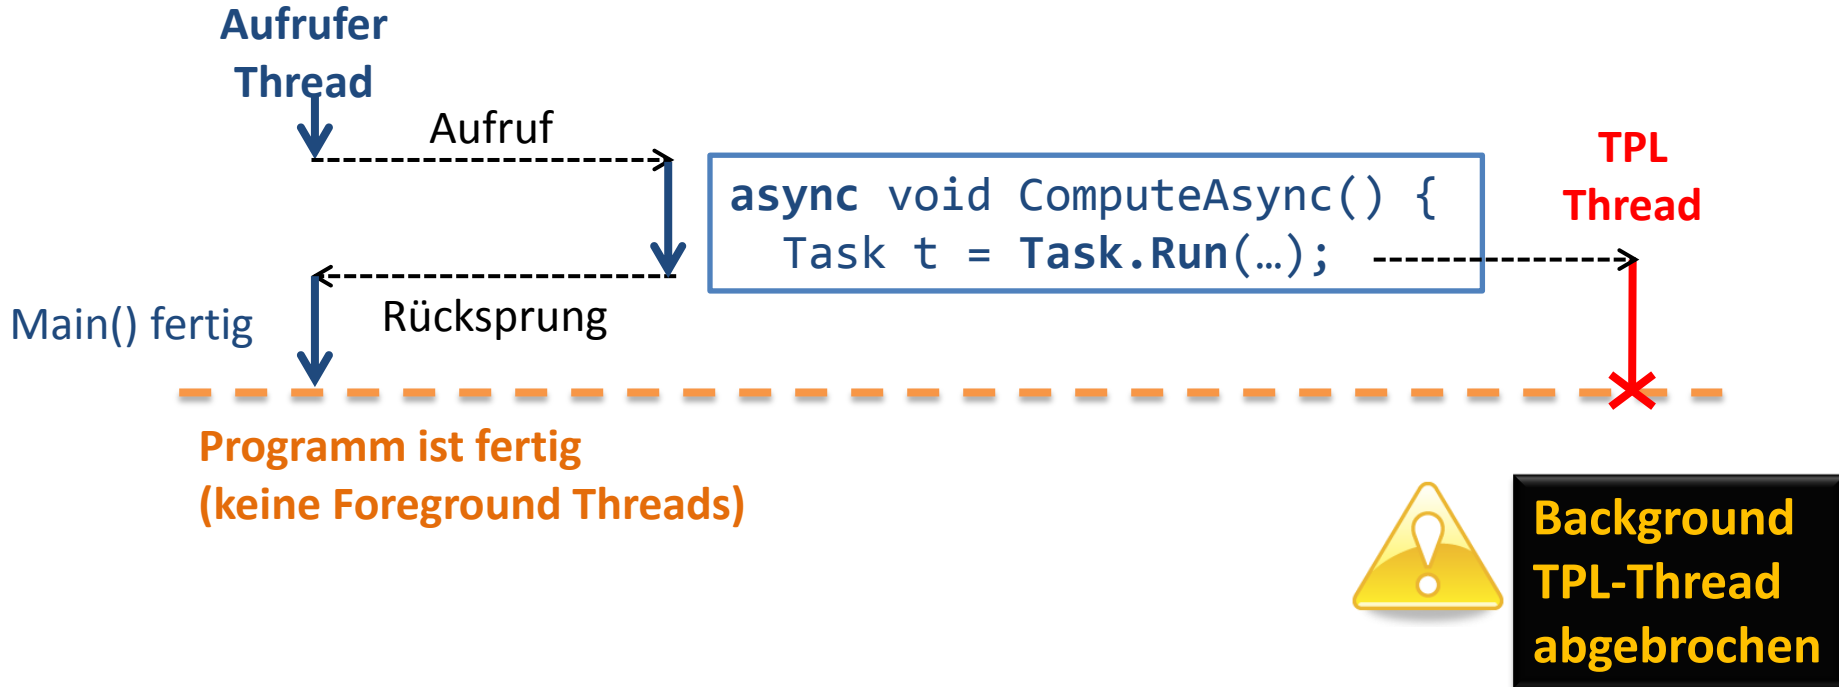 Aufrufer
Thread
Aufruf
TPL
Thread
async void ComputeAsync() {
Task t = Task.Run(…);
Main() fertig
Rücksprung
Programm ist fertig
(keine Foreground Threads)
Background
TPL-Thread
abgebrochen